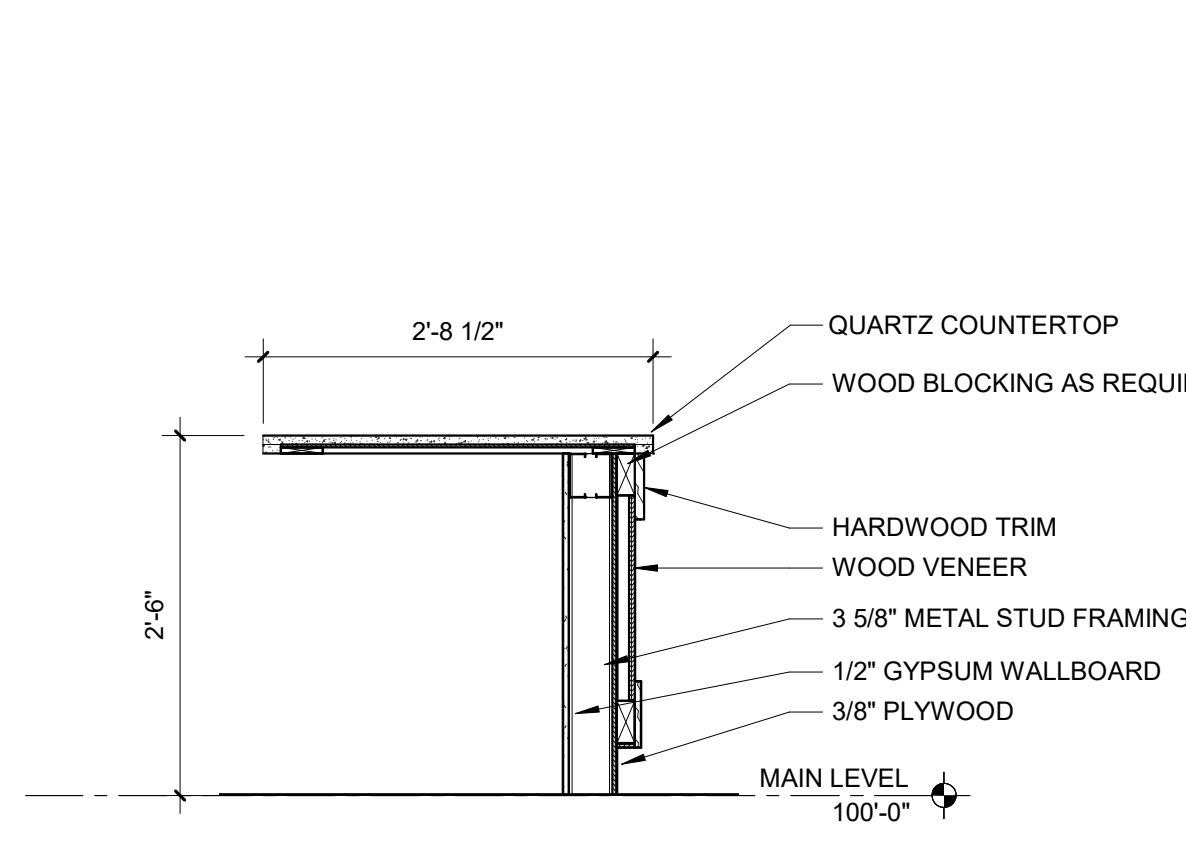 2'-8 1/2"
QUARTZ COUNTERTOP
WOOD BLOCKING AS
HARDWOOD TRIM
WOOD VENEER
2'-6"
3 5/8" METAL STUD FRAMING
1/2" GYPSUM WALLBOARD
3/8" PLYWOOD
MAIN LEVEL
100'-0"